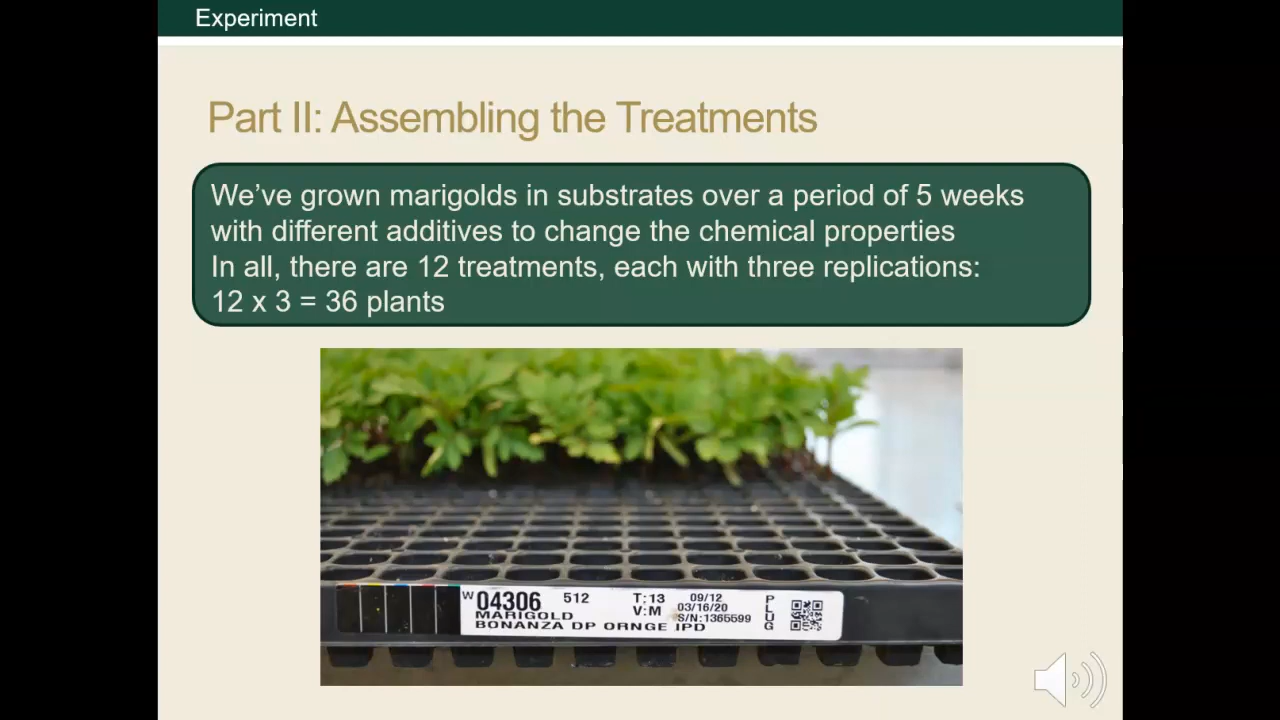 Experiment
Part II: Assembling the Treatments
We’ve grown marigolds in substrates over a period of 5 weeks
with different additives to change the chemical properties
In all, there are 12 treatments, each with three replications:
12 x 3 = 36 plants
W 04306 512 T:13 09/12
V:M 03/16/20
MARIGOLD S/N:1365599
BONANZA DP ORNGE JPD
PLUG